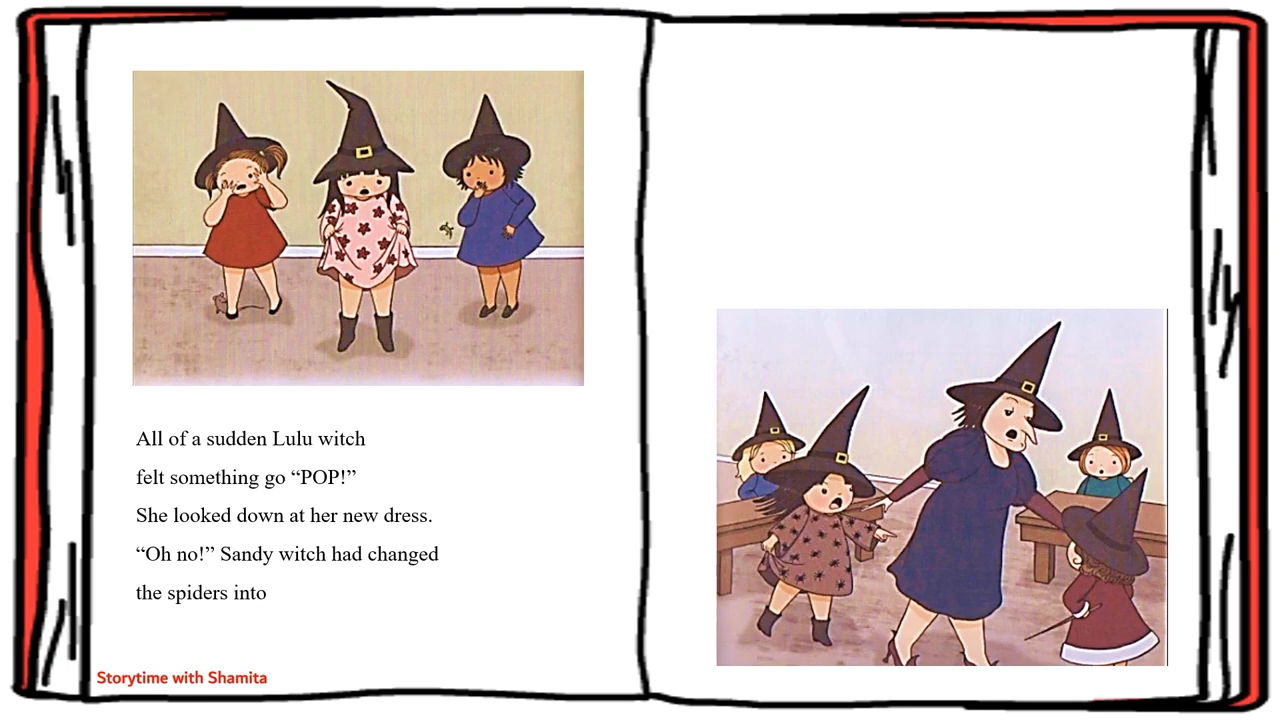 All of a sudden Lulu witch
felt something go “POP!”
She looked down at her new dress.
“Oh no!” Sandy witch had changed
the spiders into
Storytime with Shamita